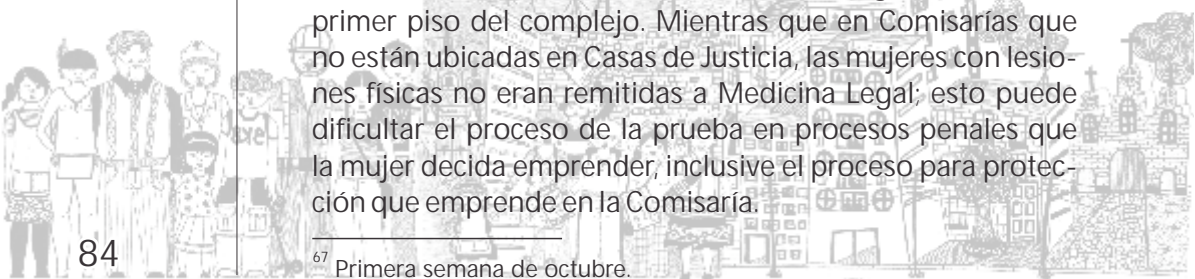 primer piso del complejo. Mientras que en Comisarías que
no están ubicadas en Casas de Justicia, las mujeres con lesio-
nes físicas no eran remitidas a Medicina Legal; esto puede
dificultar el proceso de la prueba en procesos penales que
la mujer decida emprender, inclusive el proceso para protec-
ción que emprende en la Comisaría.
84
67 Primera semana de octubre.